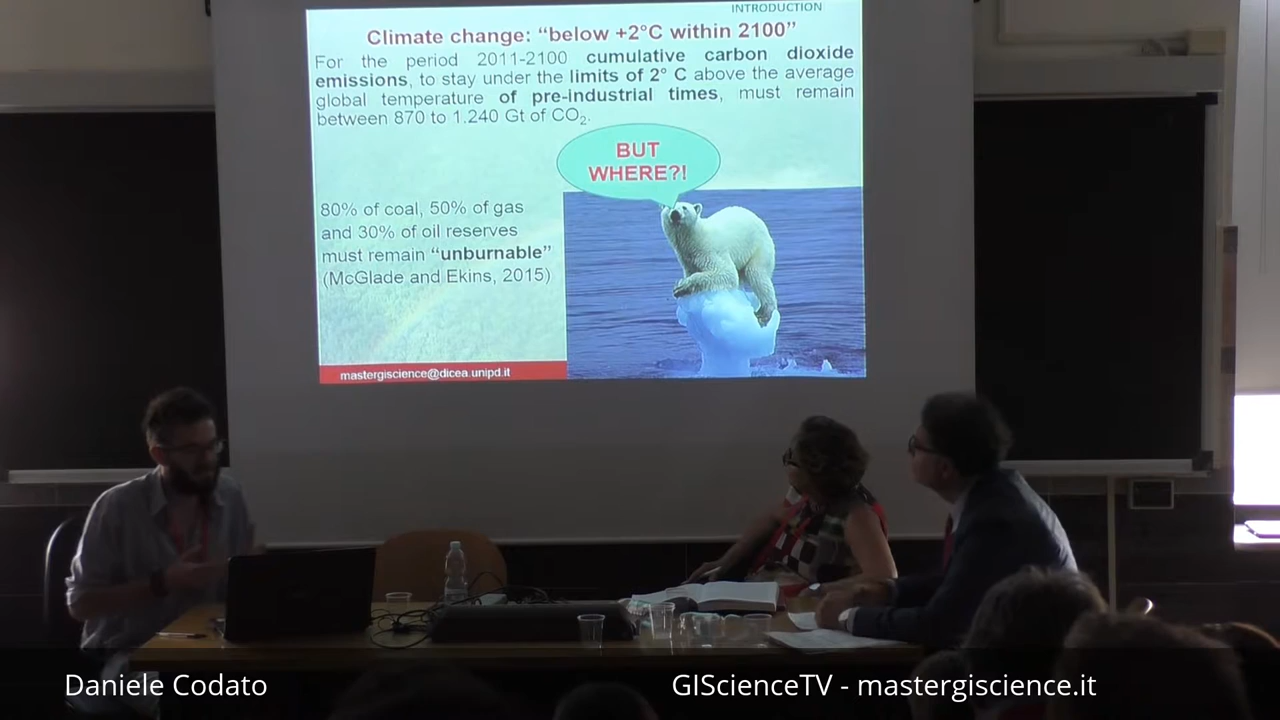 INTRODUCTION
Climate change: “below +2°C within 2100”
For the period 2011-2100 cumulative carbon dioxide
emissions, to stay under the limits of 2° C above the average
global temperature of pre-industrial times, must remain
between 870 to 1.240 Gt of CO₂.
BUT
WHERE?!
80% of coal, 50% of gas
and 30% of oil reserves
must remain “unburnable”
(McGlade and Ekins, 2015)
mastergiscience@dicea.unipd.it
Daniele Codato
GIScienceTV - mastergiscience.it